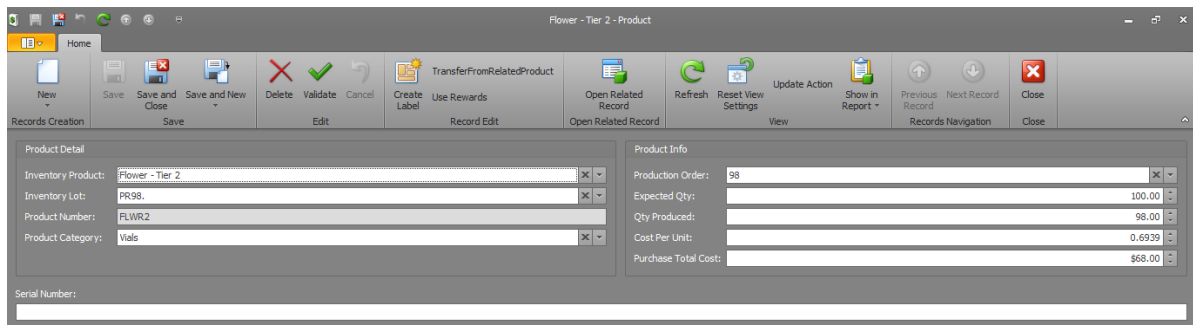 Flower - Tier 2 - Product
Home
New
Save
Save and Close
Save and New
Delete
Validate
Cancel
Create Label
TransferFromRelatedProduct
Use Rewards
Open Related Record
Refresh
Reset View Settings
Update Action
Show in Report
Previous Record
Next Record
Close
Records Creation
Save
Edit
Record Edit
Open Related Record
View
Records Navigation
Close
Product Detail
Inventory Product: Flower - Tier 2
Inventory Lot: PR98.
Product Number: FLWR2
Product Category: Vials
Product Info
Production Order: 98
Expected Qty: 100.00
Qty Produced: 98.00
Cost Per Unit: 0.6939
Purchase Total Cost: $68.00
Serial Number: